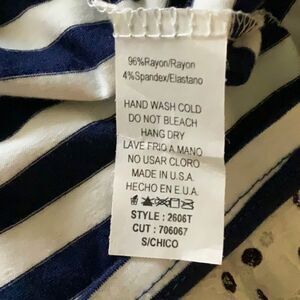 96%Rayon/Rayon
4%Spandex/Elastano
HAND WASH COLD
DO NOT BLEACH
HANG DRY
LAVE FRIO A MANO
NO USAR CLORO
MADE IN U.S.A.
HECHO EN E.U.A.
STYLE : 2606T
CUT : 706067
S/CHICO